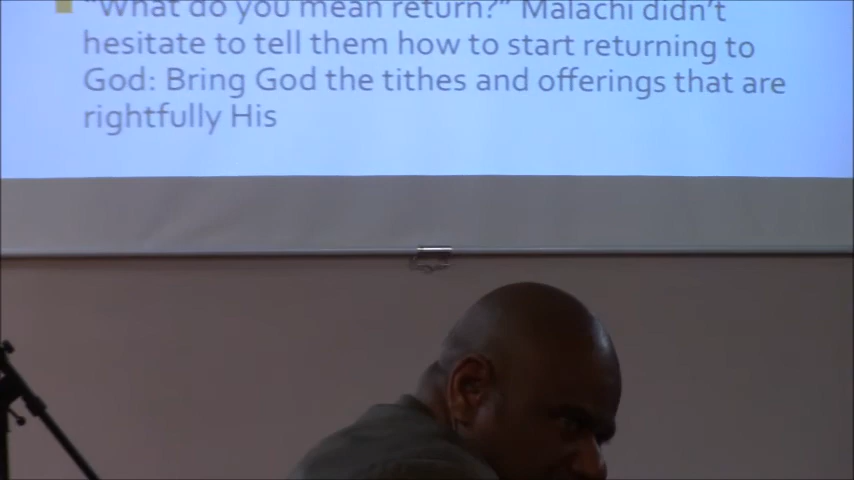 “What do you mean return?” Malachi didn’t
hesitate to tell them how to start returning to
God: Bring God the tithes and offerings that are
rightfully His